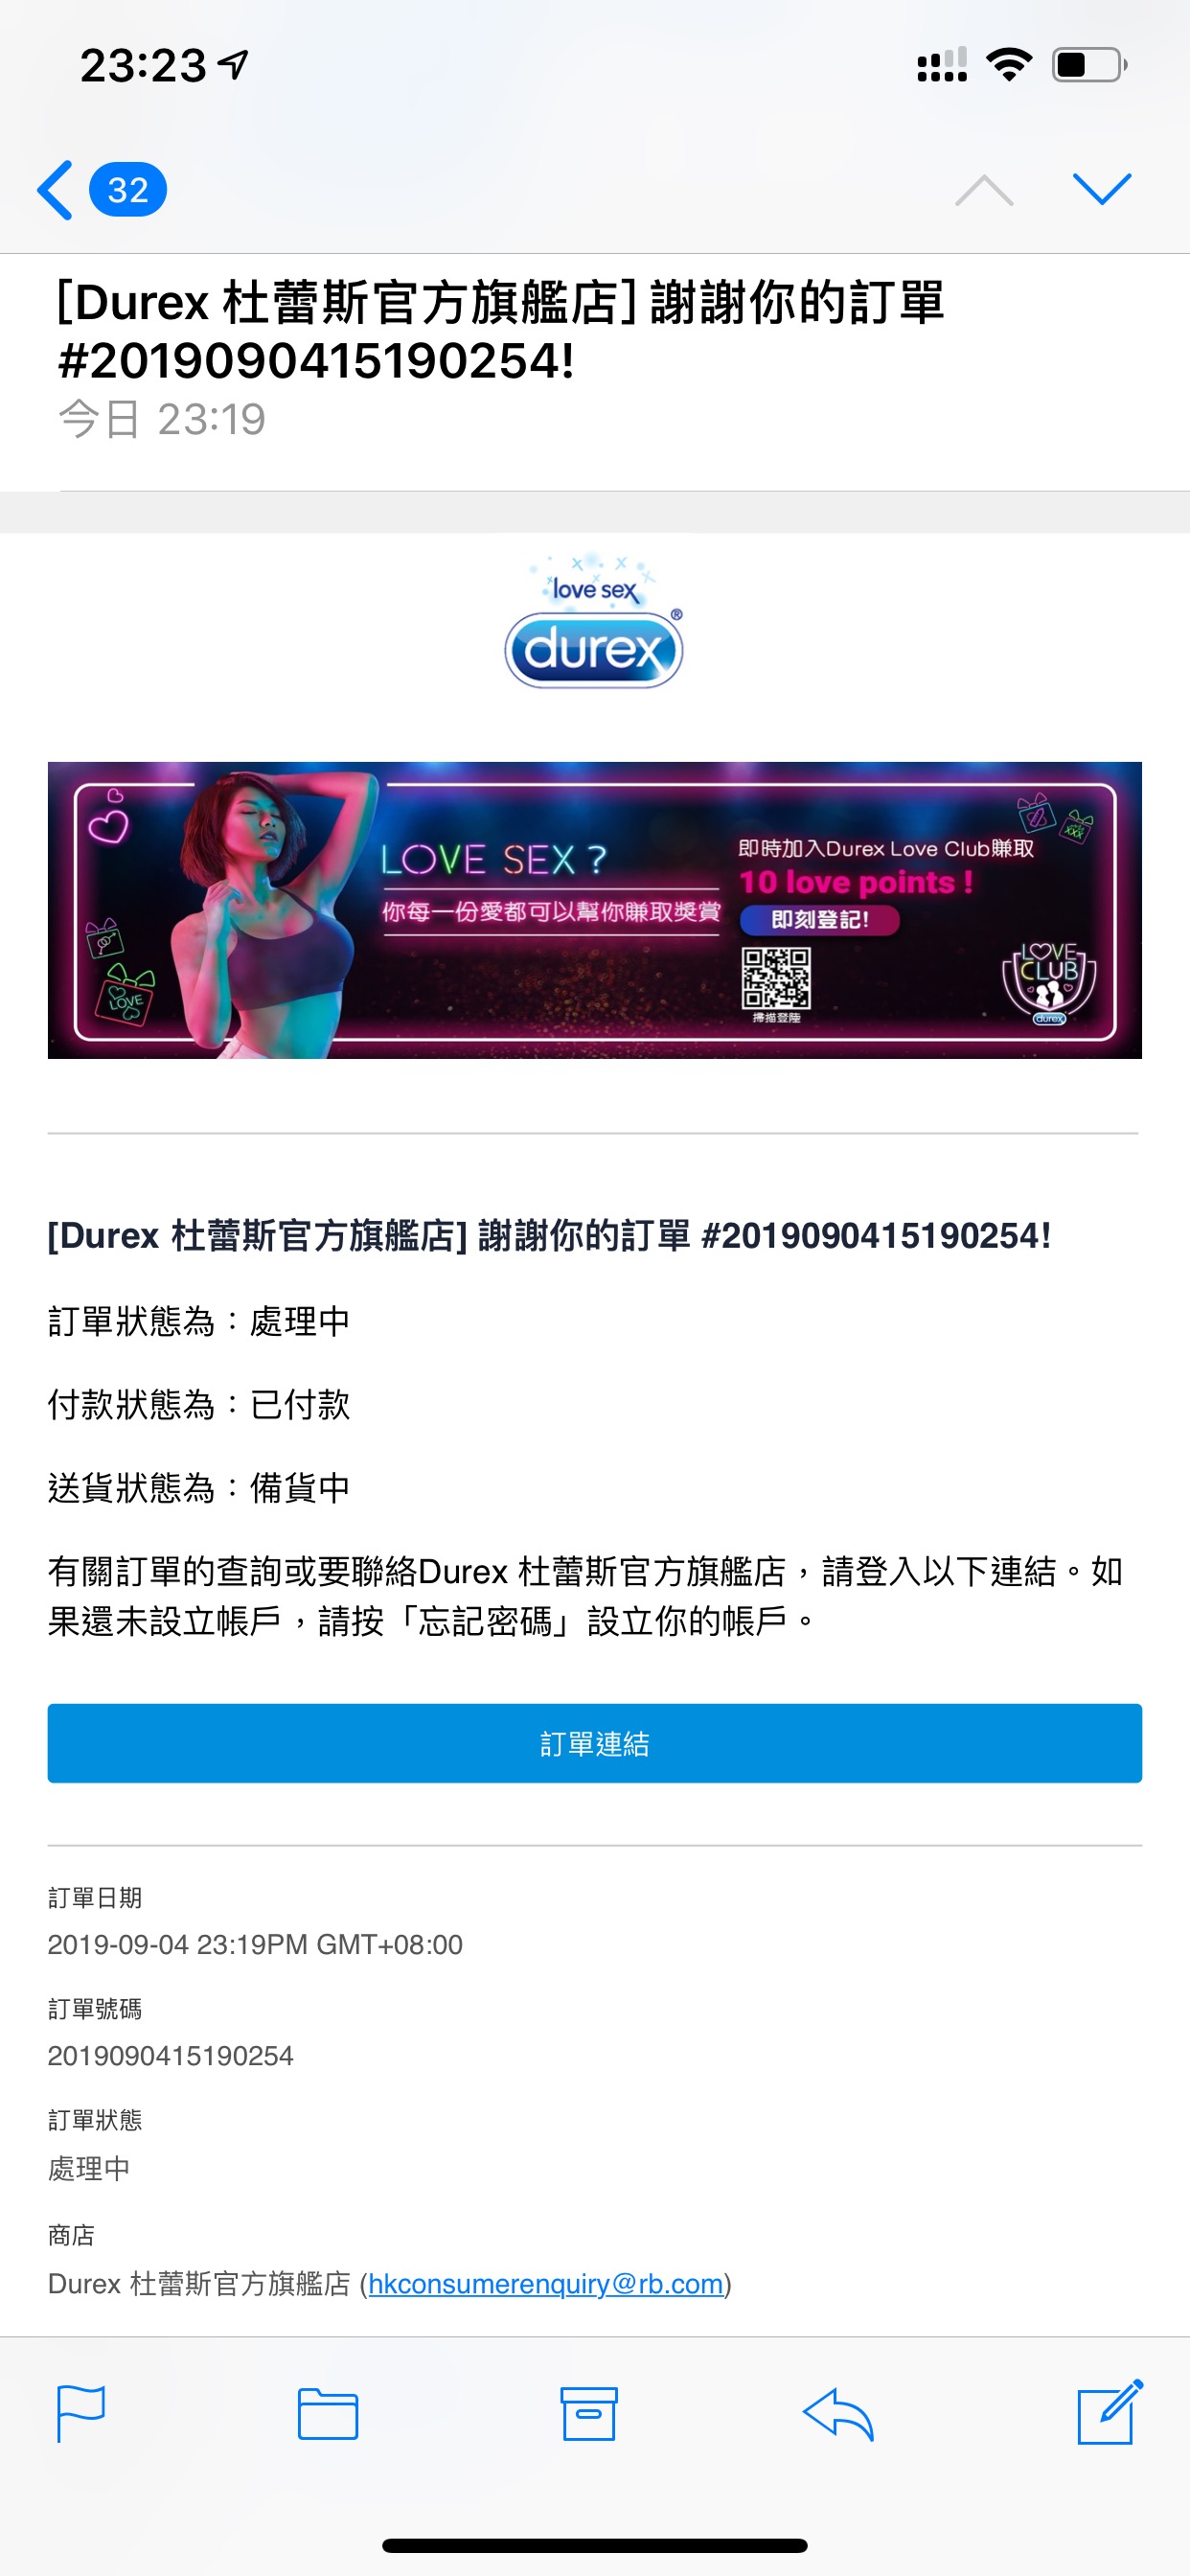 23:23
32
[Durex 杜蕾斯官方旗艦店] 謝謝你的訂單
#2019090415190254!
今日 23:19
love sex
durex®
LOVE SEX ?
你每一份愛都可以幫你賺取獎賞
即時加入Durex Love Club賺取
10 love points !
即刻登記!
掃描登陸
LOVE
CLUB
durex
LOVE
XXX
[Durex 杜蕾斯官方旗艦店] 謝謝你的訂單 #2019090415190254!
訂單狀態為：處理中
付款狀態為：已付款
送貨狀態為：備貨中
有關訂單的查詢或要聯絡Durex 杜蕾斯官方旗艦店，請登入以下連結。如
果還未設立帳戶，請按「忘記密碼」設立你的帳戶。
訂單連結
訂單日期
2019-09-04 23:19PM GMT+08:00
訂單號碼
2019090415190254
訂單狀態
處理中
商店
Durex 杜蕾斯官方旗艦店 (hkconsumerenquiry@rb.com)